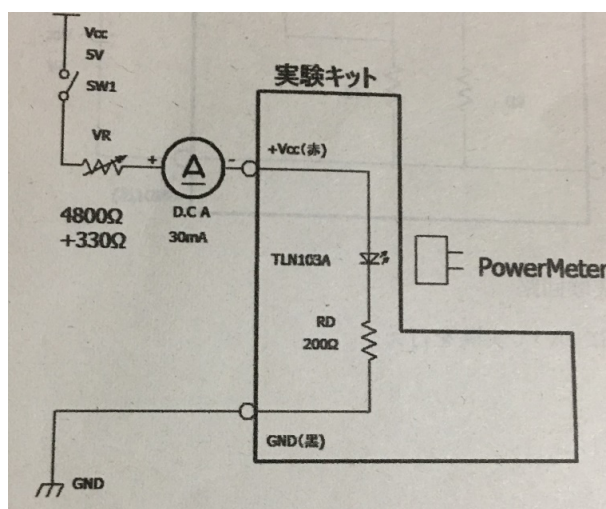 Vcc
5V
SW1
実験キット
VR
+
A
-
+Vcc(赤)
4800Ω
+330Ω
D.C A
30mA
TLN103A
PowerMeter
RD
200Ω
GND(黒)
GND